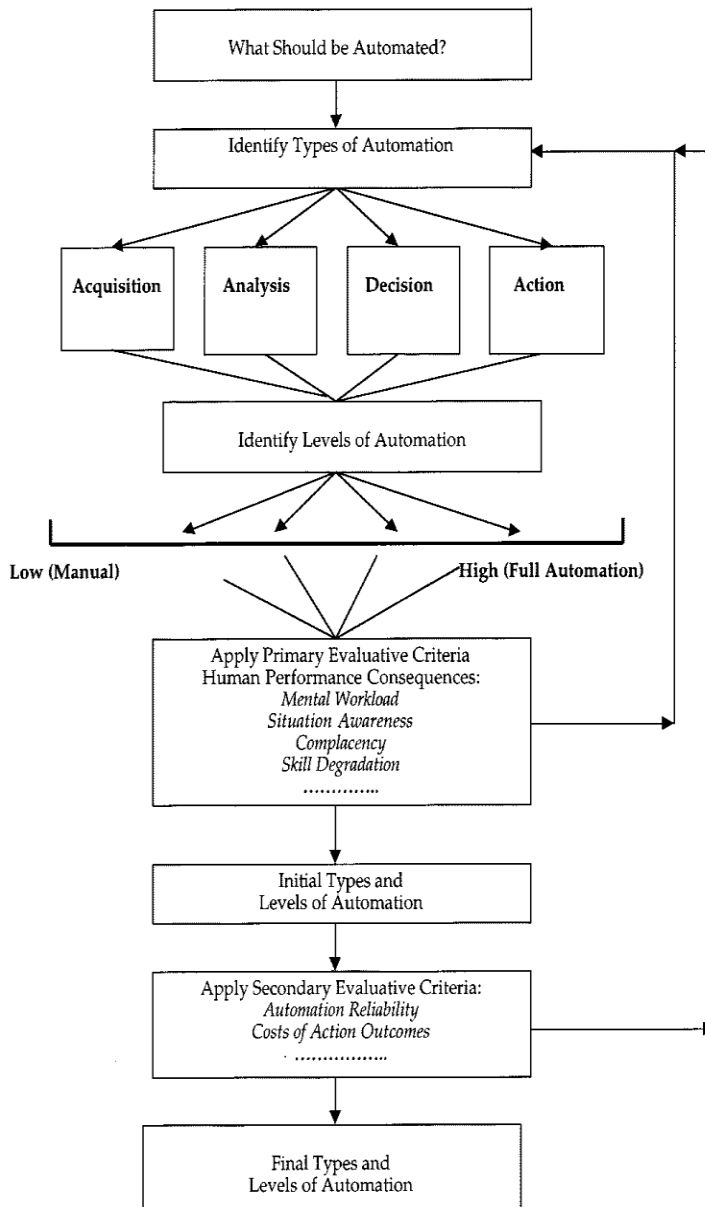 What Should be Automated?
Identify Types of Automation
Acquisition
Analysis
Decision
Action
Identify Levels of Automation
Low (Manual)
High (Full Automation)
Apply Primary Evaluative Criteria
Human Performance Consequences:
Mental Workload
Situation Awareness
Complacency
Skill Degradation
…………..
Initial Types and
Levels of Automation
Apply Secondary Evaluative Criteria:
Automation Reliability
Costs of Action Outcomes
……………..
Final Types and
Levels of Automation